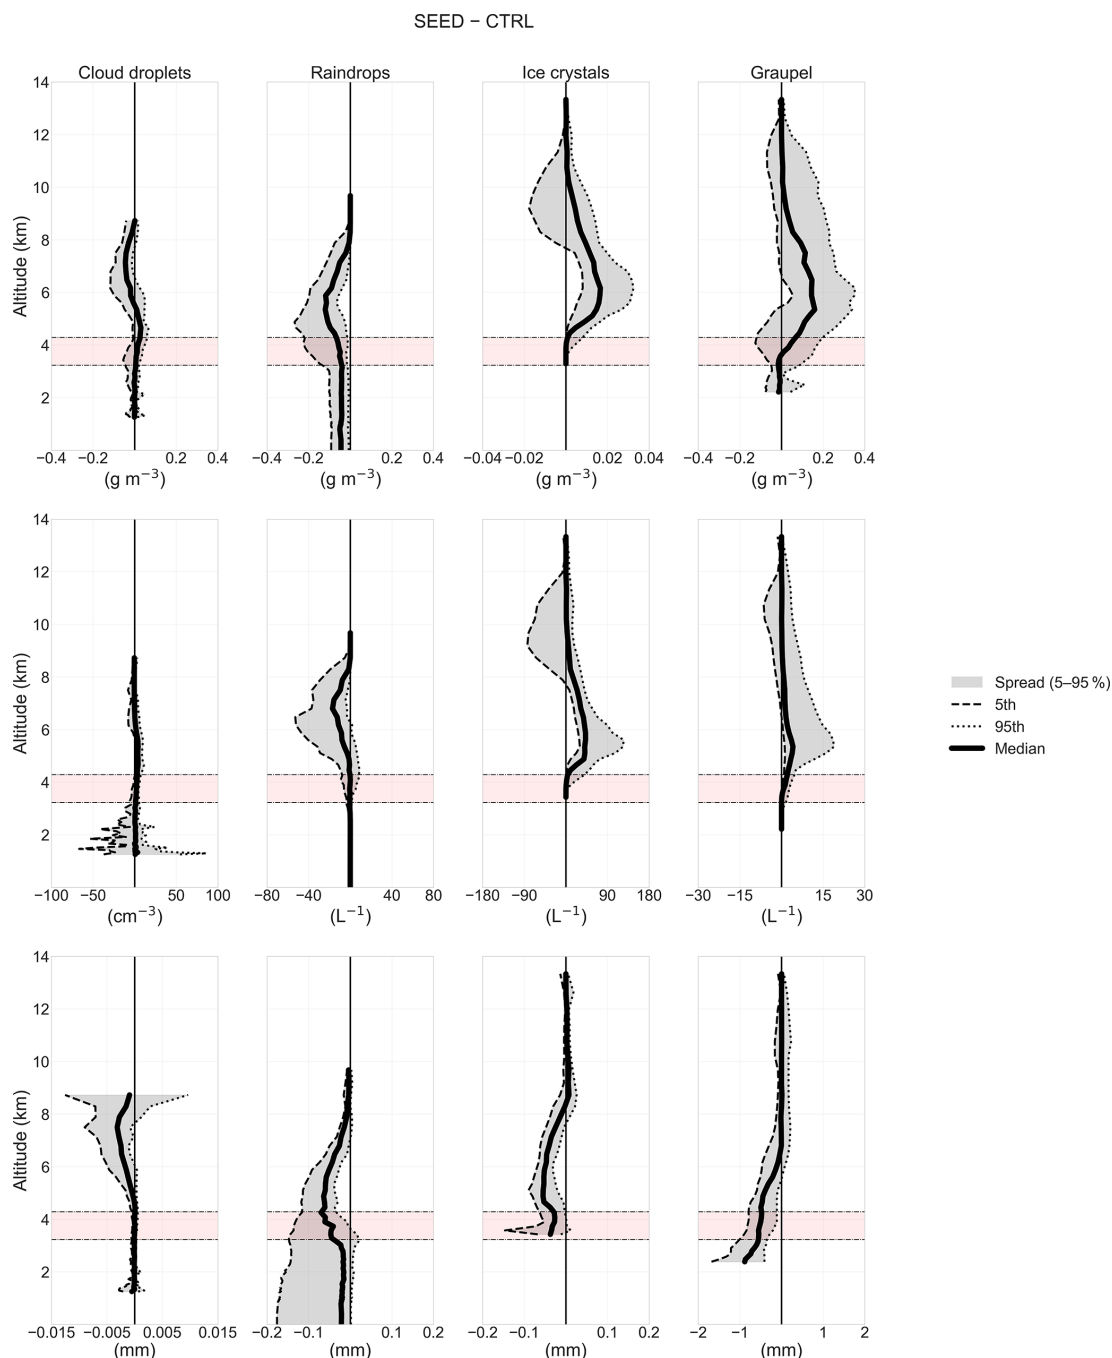 SEED − CTRL
Cloud droplets Raindrops Ice crystals Graupel
14
12
10
8
6
4
2
Altitude (km)
−0.4 −0.2 0.2 0.4 −0.4 −0.2 0.2 0.4 −0.04 −0.02 0.02 0.04 −0.4 −0.2 0.2 0.4
(g m⁻³) (g m⁻³) (g m⁻³) (g m⁻³)
14
12
10
8
6
4
2
Altitude (km)
Spread (5–95 %)
5th
95th
Median
−100 −50 50 100 −80 −40 40 80 −180 −90 90 180 −30 −15 15 30
(cm⁻³) (L⁻¹) (L⁻¹) (L⁻¹)
14
12
10
8
6
4
2
Altitude (km)
−0.015 −0.005 0.005 0.015 −0.2 −0.1 0.1 0.2 −0.2 −0.1 0.1 0.2 −2 −1 1 2
(mm) (mm) (mm) (mm)